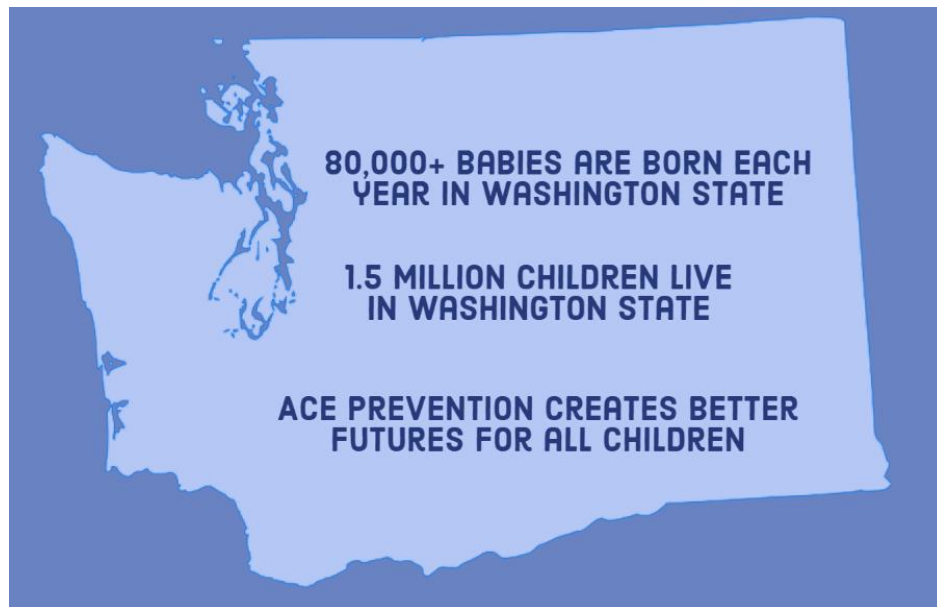 80,000+ BABIES ARE BORN EACH
YEAR IN WASHINGTON STATE
1.5 MILLION CHILDREN LIVE
IN WASHINGTON STATE
ACE PREVENTION CREATES BETTER
FUTURES FOR ALL CHILDREN